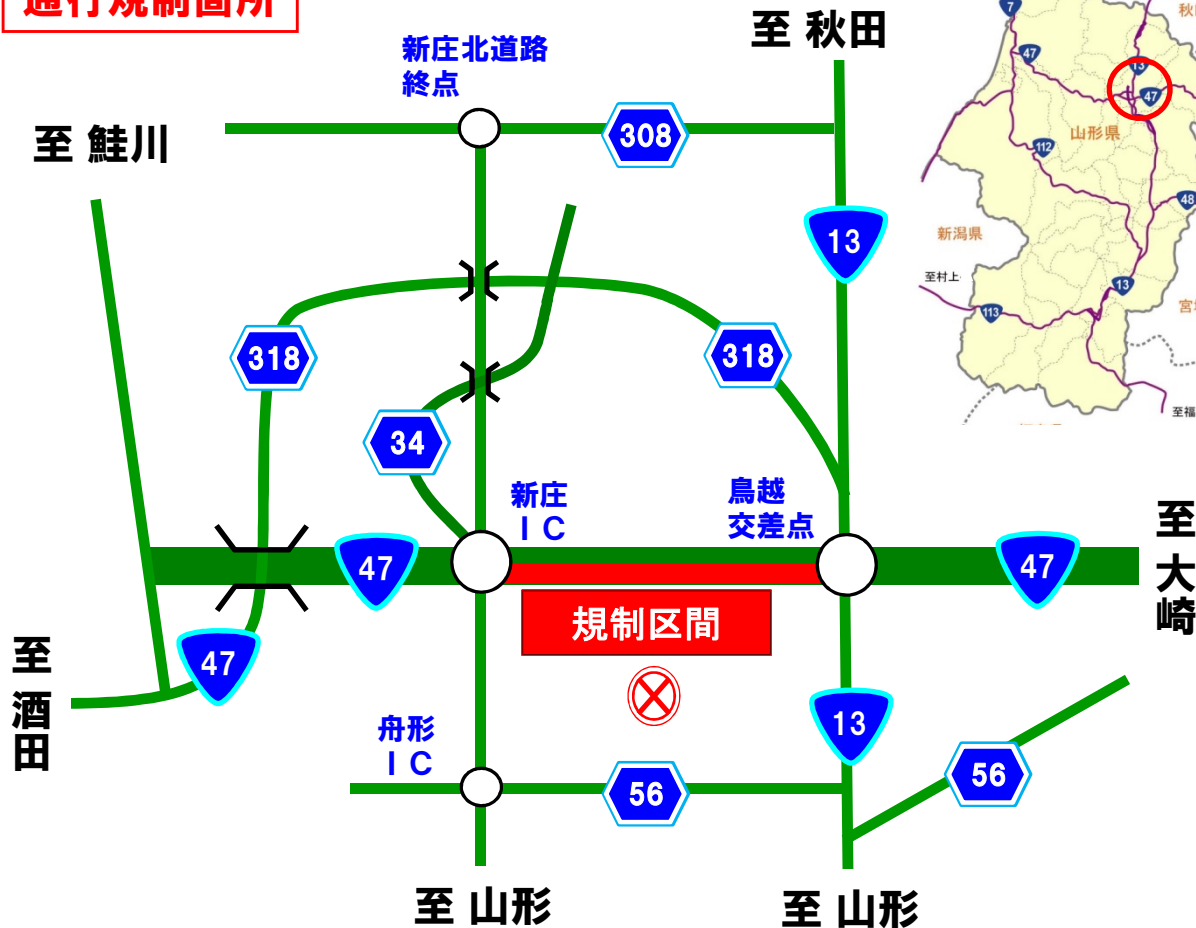 通行規制箇所
至 秋田
新庄北道路
終点
至 鮭川
308
13
318
318
34
新庄
ＩＣ
鳥越
交差点
47
47
至 大崎
規制区間
47
至 酒田
13
舟形
ＩＣ
56
56
至 山形
至 山形
7
47
13
47
山形県
112
48
新潟県
至村上
13
113